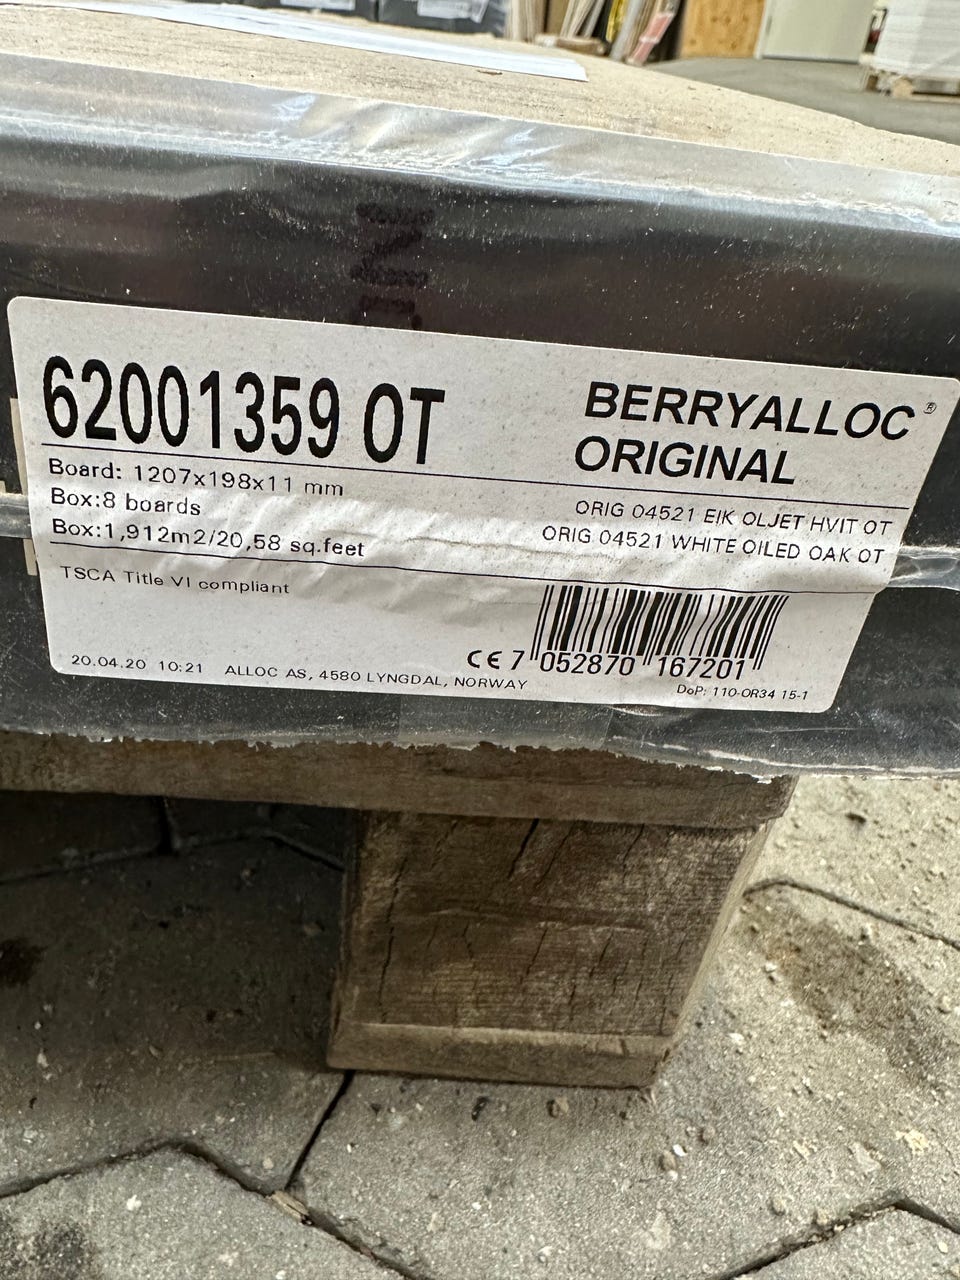 62001359 OT
BERRYALLOC®
ORIGINAL
Board: 1207x198x11 mm
Box:8 boards
Box:1,912m2/20,58 sq.feet
ORIG 04521 EIK OLJET HVIT OT
ORIG 04521 WHITE OILED OAK OT
TSCA Title VI compliant
CE 7 052870 167201
20.04.20 10:21 ALLOC AS, 4580 LYNGDAL, NORWAY
DoP: 110-OR34 15-1